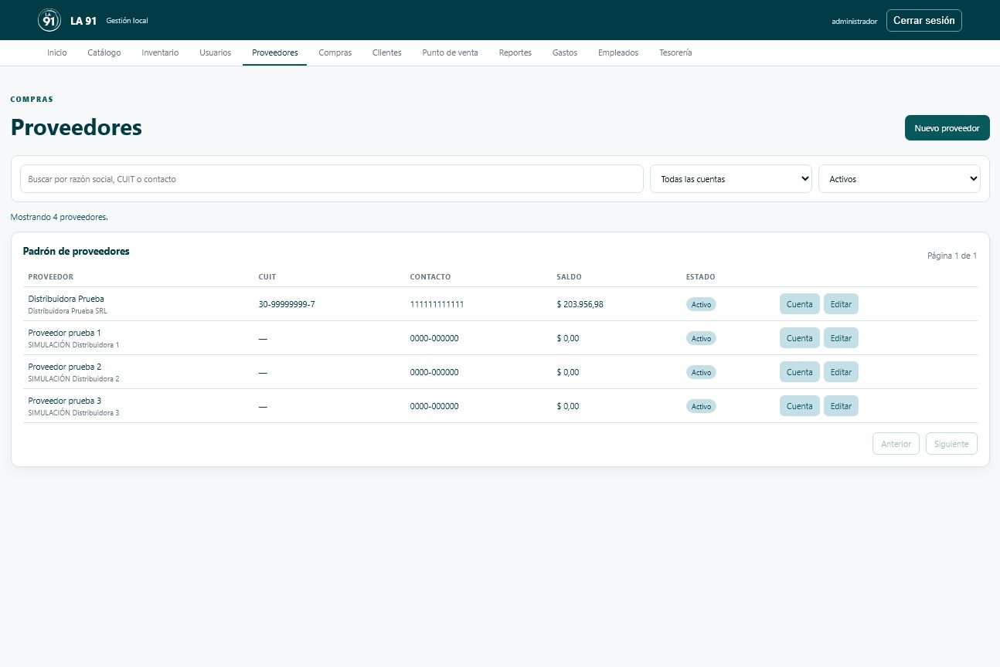 LA
91
LA 91 Gestión local administrador Cerrar sesión
Inicio Catálogo Inventario Usuarios Proveedores Compras Clientes Punto de venta Reportes Gastos Empleados Tesorería
COMPRAS
Proveedores
Nuevo proveedor
Buscar por razón social, CUIT o contacto Todas las cuentas Activos
Mostrando 4 proveedores.
Padrón de proveedores
Página 1 de 1
PROVEEDOR CUIT CONTACTO SALDO ESTADO
Distribuidora Prueba
Distribuidora Prueba SRL
30-99999999-7 111111111111 $ 203.956,98 Activo Cuenta Editar
Proveedor prueba 1
SIMULACIÓN Distribuidora 1
— 0000-000000 $ 0,00 Activo Cuenta Editar
Proveedor prueba 2
SIMULACIÓN Distribuidora 2
— 0000-000000 $ 0,00 Activo Cuenta Editar
Proveedor prueba 3
SIMULACIÓN Distribuidora 3
— 0000-000000 $ 0,00 Activo Cuenta Editar
Anterior Siguiente